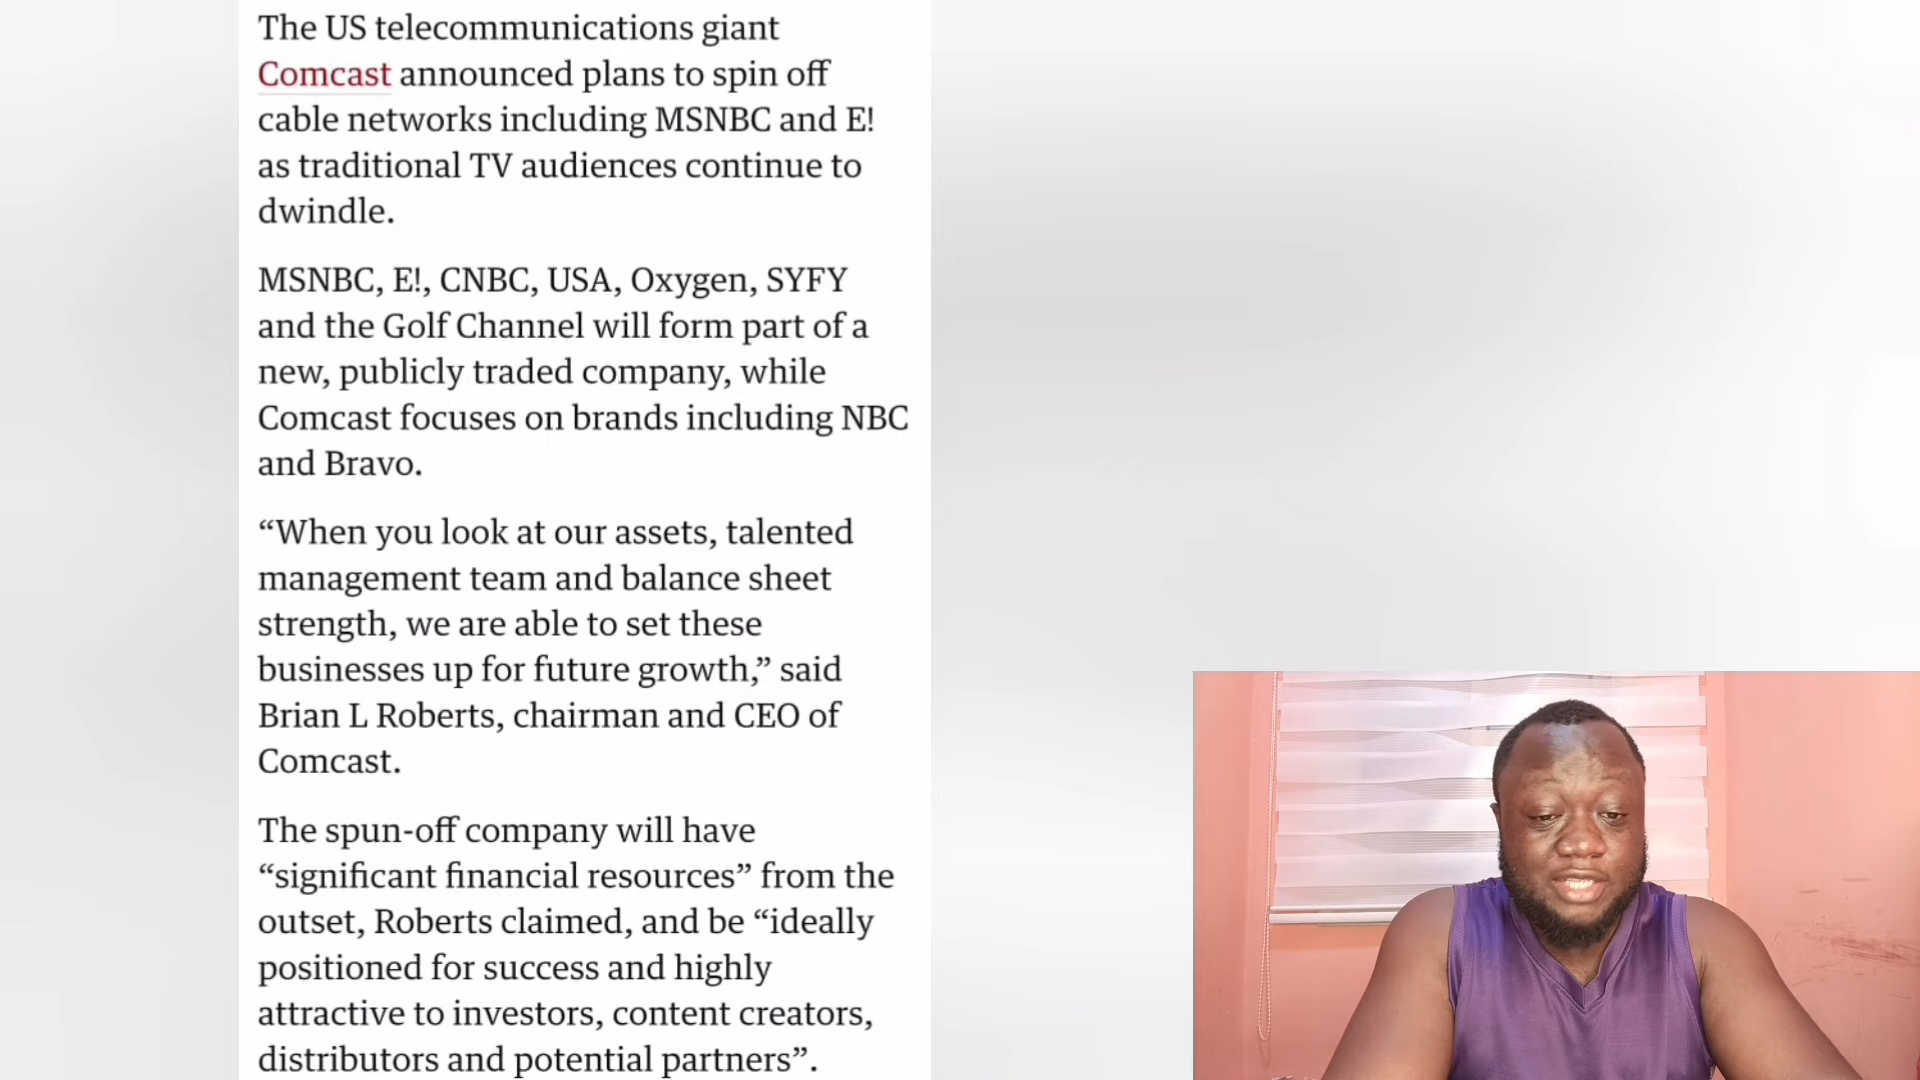 The US telecommunications giant
Comcast announced plans to spin off
cable networks including MSNBC and E!
as traditional TV audiences continue to
dwindle.
MSNBC, E!, CNBC, USA, Oxygen, SYFY
and the Golf Channel will form part of a
new, publicly traded company, while
Comcast focuses on brands including NBC
and Bravo.
“When you look at our assets, talented
management team and balance sheet
strength, we are able to set these
businesses up for future growth,” said
Brian L Roberts, chairman and CEO of
Comcast.
The spun-off company will have
“significant financial resources” from the
outset, Roberts claimed, and be “ideally
positioned for success and highly
attractive to investors, content creators,
distributors and potential partners”.